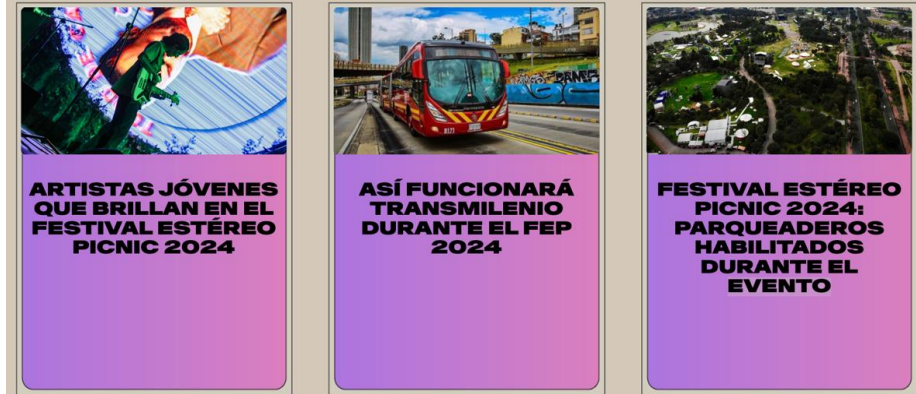 ARTISTAS JÓVENES
QUE BRILLAN EN EL
FESTIVAL ESTÉREO
PICNIC 2024
ASÍ FUNCIONARÁ
TRANSMILENIO
DURANTE EL FEP
2024
FESTIVAL ESTÉREO
PICNIC 2024:
PARQUEADEROS
HABILITADOS
DURANTE EL
EVENTO